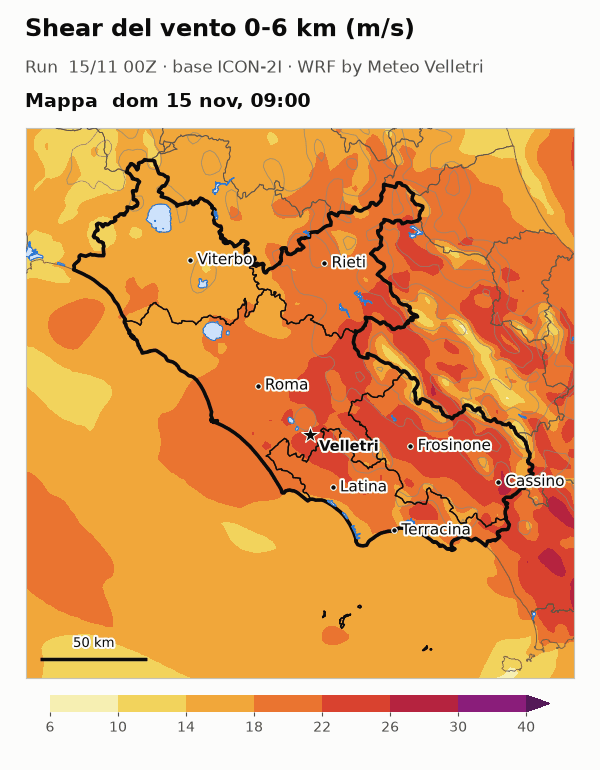 Shear del vento 0-6 km (m/s)
Run  15/11 00Z · base ICON-2I · WRF by Meteo Velletri
Mappa  dom 15 nov, 09:00
Viterbo
Rieti
Roma
Velletri
Frosinone
Cassino
Latina
Terracina
50 km
6 10 14 18 22 26 30 40